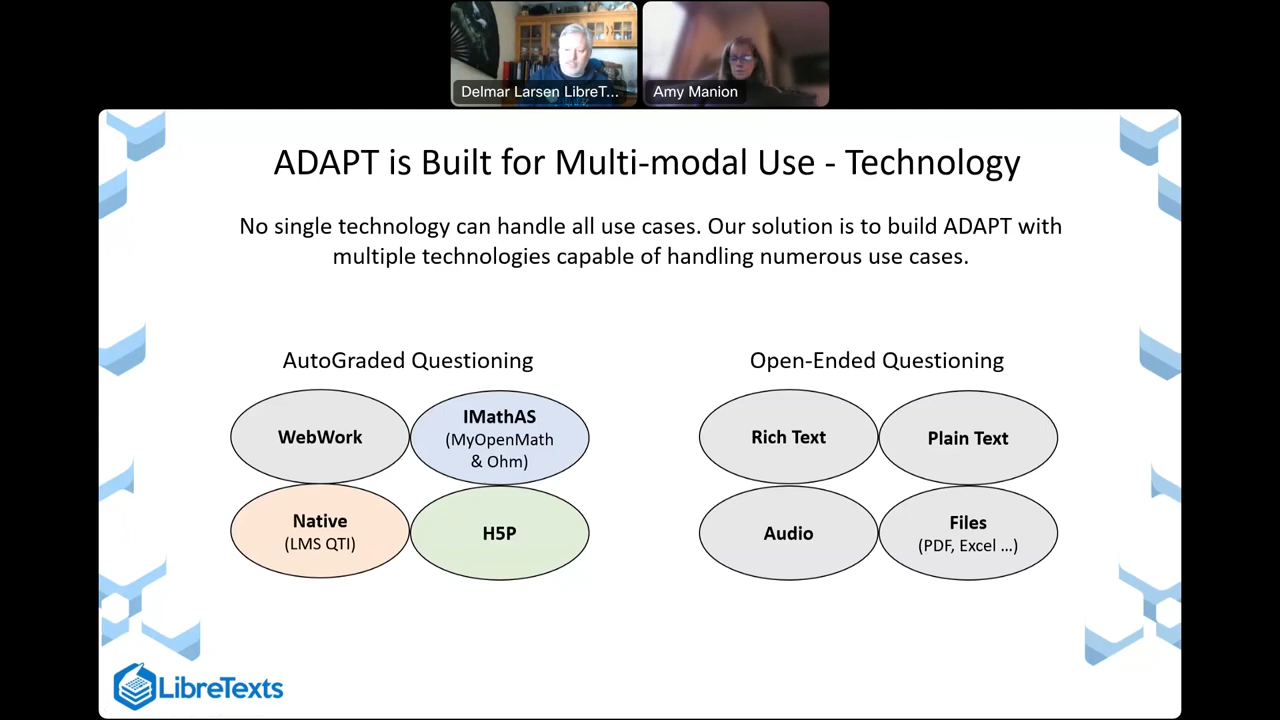 Delmar Larsen LibreT...
Amy Manion
ADAPT is Built for Multi-modal Use - Technology
No single technology can handle all use cases. Our solution is to build ADAPT with
multiple technologies capable of handling numerous use cases.
AutoGraded Questioning
WebWork
IMathAS
(MyOpenMath
& Ohm)
Native
(LMS QTI)
H5P
Open-Ended Questioning
Rich Text
Plain Text
Audio
Files
(PDF, Excel ...)
LibreTexts